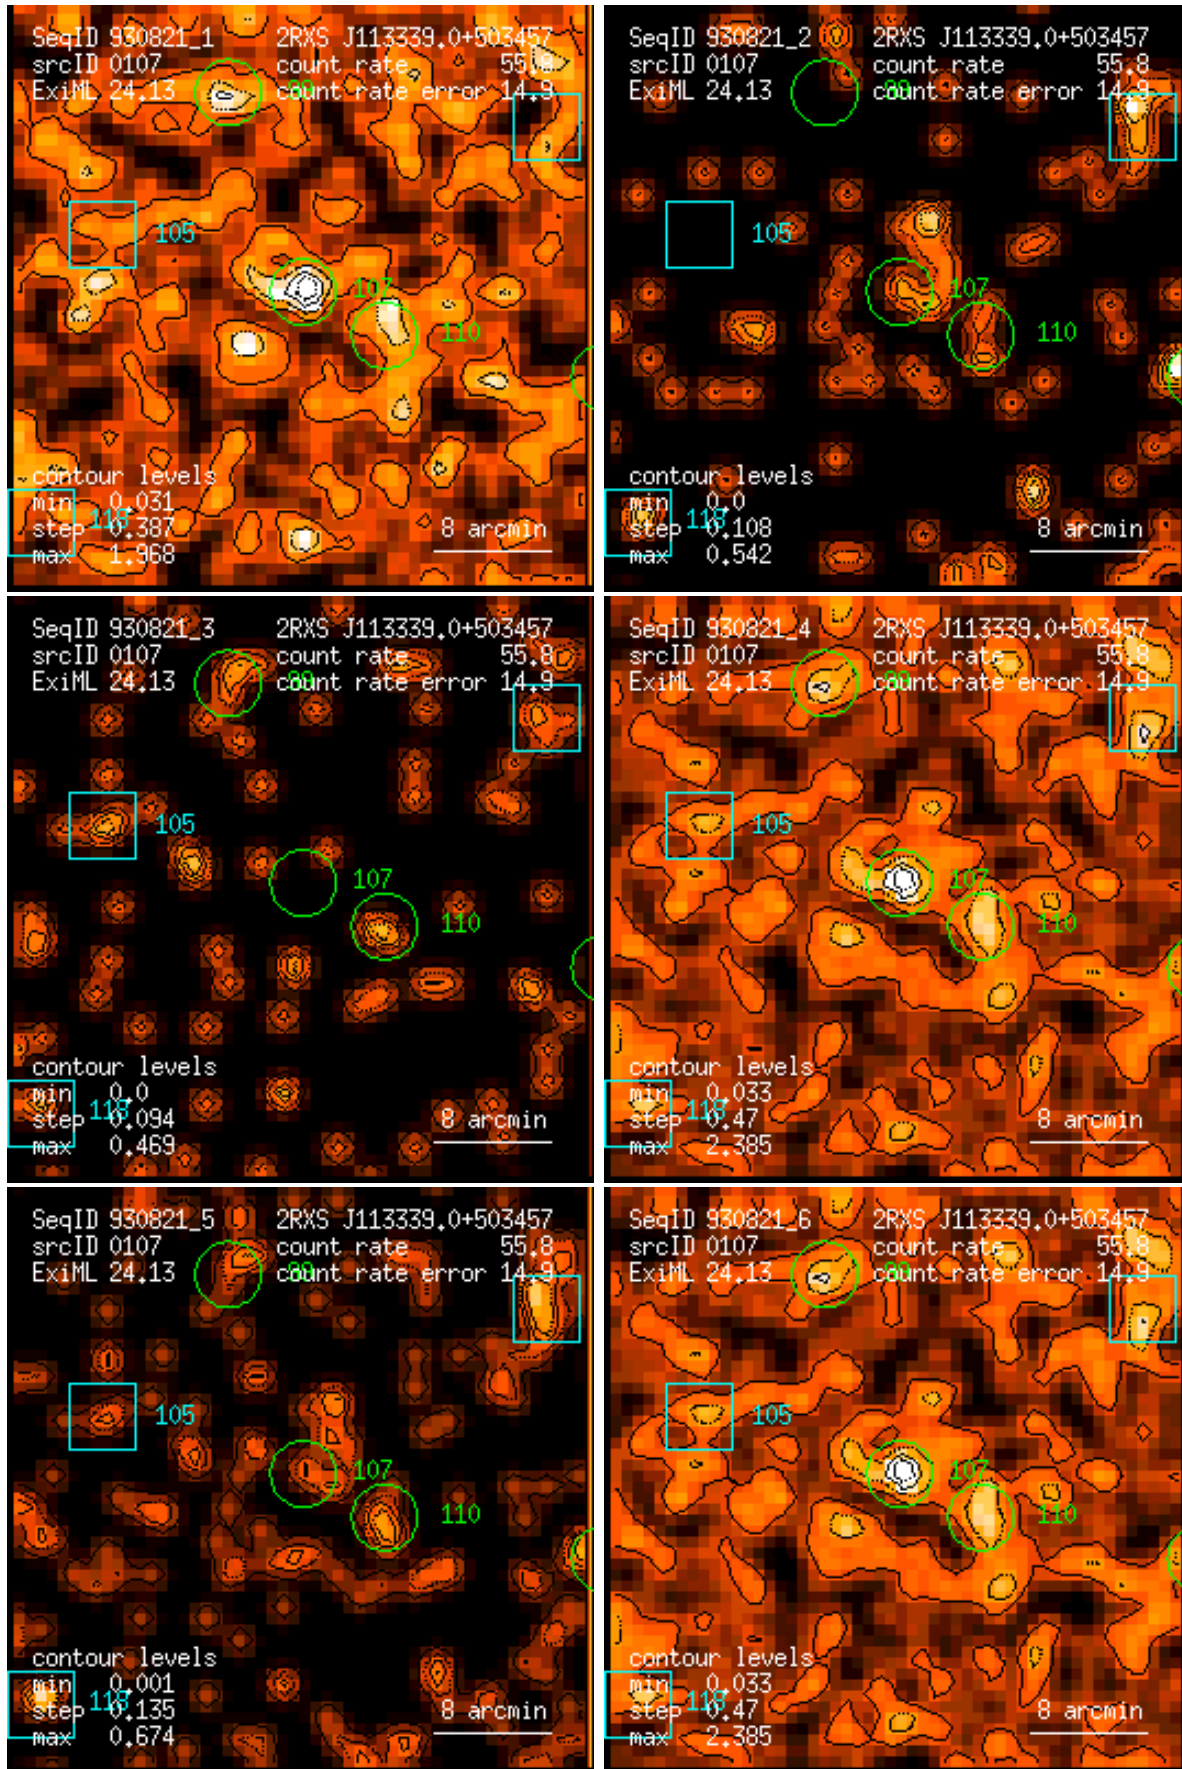 SeqID 930821_1 2RXS J113339.0+503457
srcID 0107 count rate 55.8
ExiML 24.13 count rate error 14.9
105
107
110
contour levels
min 0.031
118
step 0.387 8 arcmin
max 1.968
SeqID 930821_2 2RXS J113339.0+503457
srcID 0107 count rate 55.8
ExiML 24.13 count rate error 14.9
105
107
110
contour levels
min 0.0
118
step 0.108 8 arcmin
max 0.542
SeqID 930821_3 2RXS J113339.0+503457
srcID 0107 count rate 55.8
ExiML 24.13 count rate error 14.9
105
107
110
contour levels
min 0.0
118
step 0.094 8 arcmin
max 0.469
SeqID 930821_4 2RXS J113339.0+503457
srcID 0107 count rate 55.8
ExiML 24.13 count rate error 14.9
105
107
110
contour levels
min 0.033
118
step 0.47 8 arcmin
max 2.385
SeqID 930821_5 2RXS J113339.0+503457
srcID 0107 count rate 55.8
ExiML 24.13 count rate error 14.9
105
107
110
contour levels
min 0.001
118
step 0.135 8 arcmin
max 0.674
SeqID 930821_6 2RXS J113339.0+503457
srcID 0107 count rate 55.8
ExiML 24.13 count rate error 14.9
105
107
110
contour levels
min 0.033
118
step 0.47 8 arcmin
max 2.385